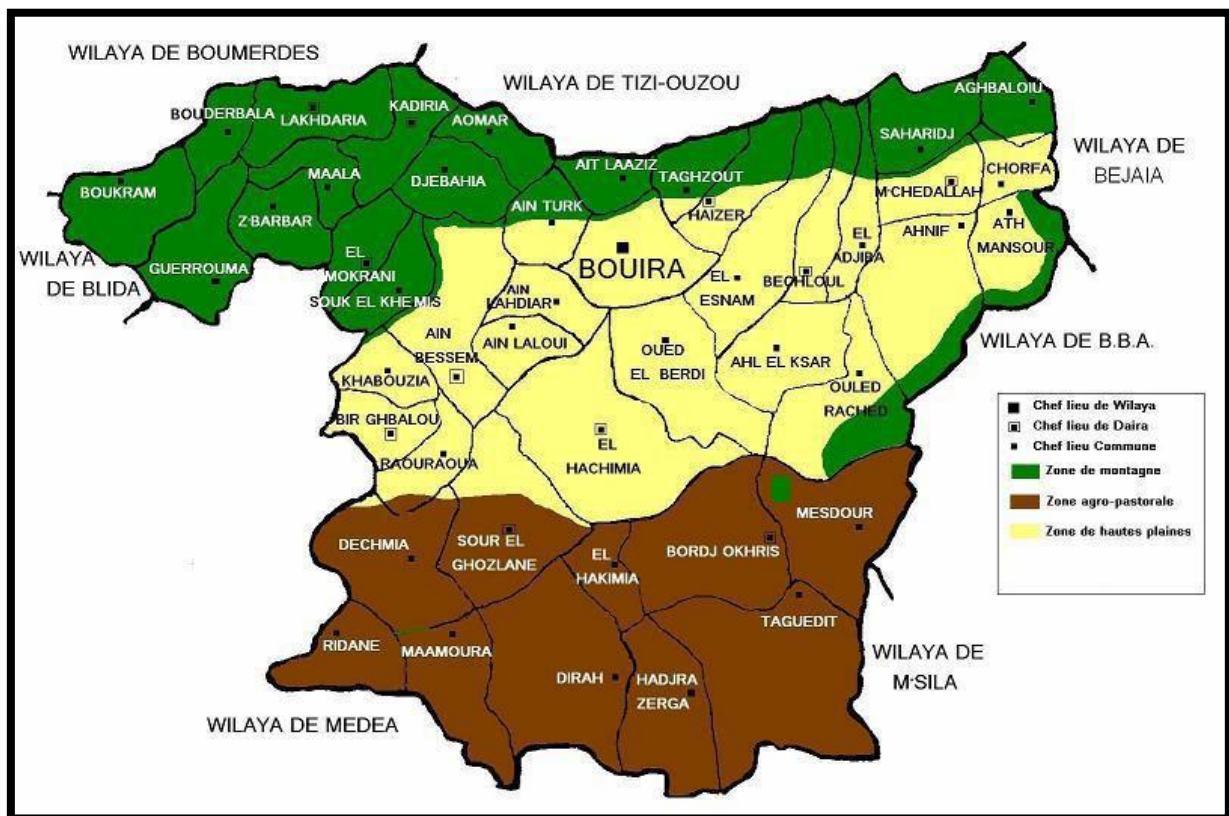 WILAYA DE BOUMERDES
WILAYA DE TIZI-OUZOU
AGHBALOIU
KADIRIA
BOUDERBALA
LAKHDARIA
AOMAR
SAHARIDJ
WILAYA DE
BEJAIA
MAALA
AIT LAAZIZ
CHORFA
BOUKRAM
DJEBAHIA
TAGHZOUT
M'CHEDALLAH
AIN TURK
HAIZER
Z'BARBAR
AHNIF
ATH
MANSOUR
EL
ADJIBA
WILAYA
DE BLIDA
GUERROUMA
EL
MOKRANI
BOUIRA
SOUK EL KHEMIS
EL
ESNAM
BECHLOUL
AIN
LAHDIAR
AIN
BESSEM
AIN LALOUI
OUED
EL BERDI
AHL EL KSAR
WILAYA DE B.B.A.
KHABOUZIA
OULED
RACHED
BIR GHBALOU
RAOURAOUA
EL
HACHIMIA
Chef lieu de Wilaya
Chef lieu de Daira
Chef lieu Commune
Zone de montagne
Zone agro-pastorale
Zone de hautes plaines
MESDOUR
DECHMIA
SOUR EL
GHOZLANE
EL
HAKIMIA
BORDJ OKHRIS
TAGUEDIT
RIDANE
MAAMOURA
DIRAH
HADJRA
ZERGA
WILAYA DE
M'SILA
WILAYA DE MEDEA